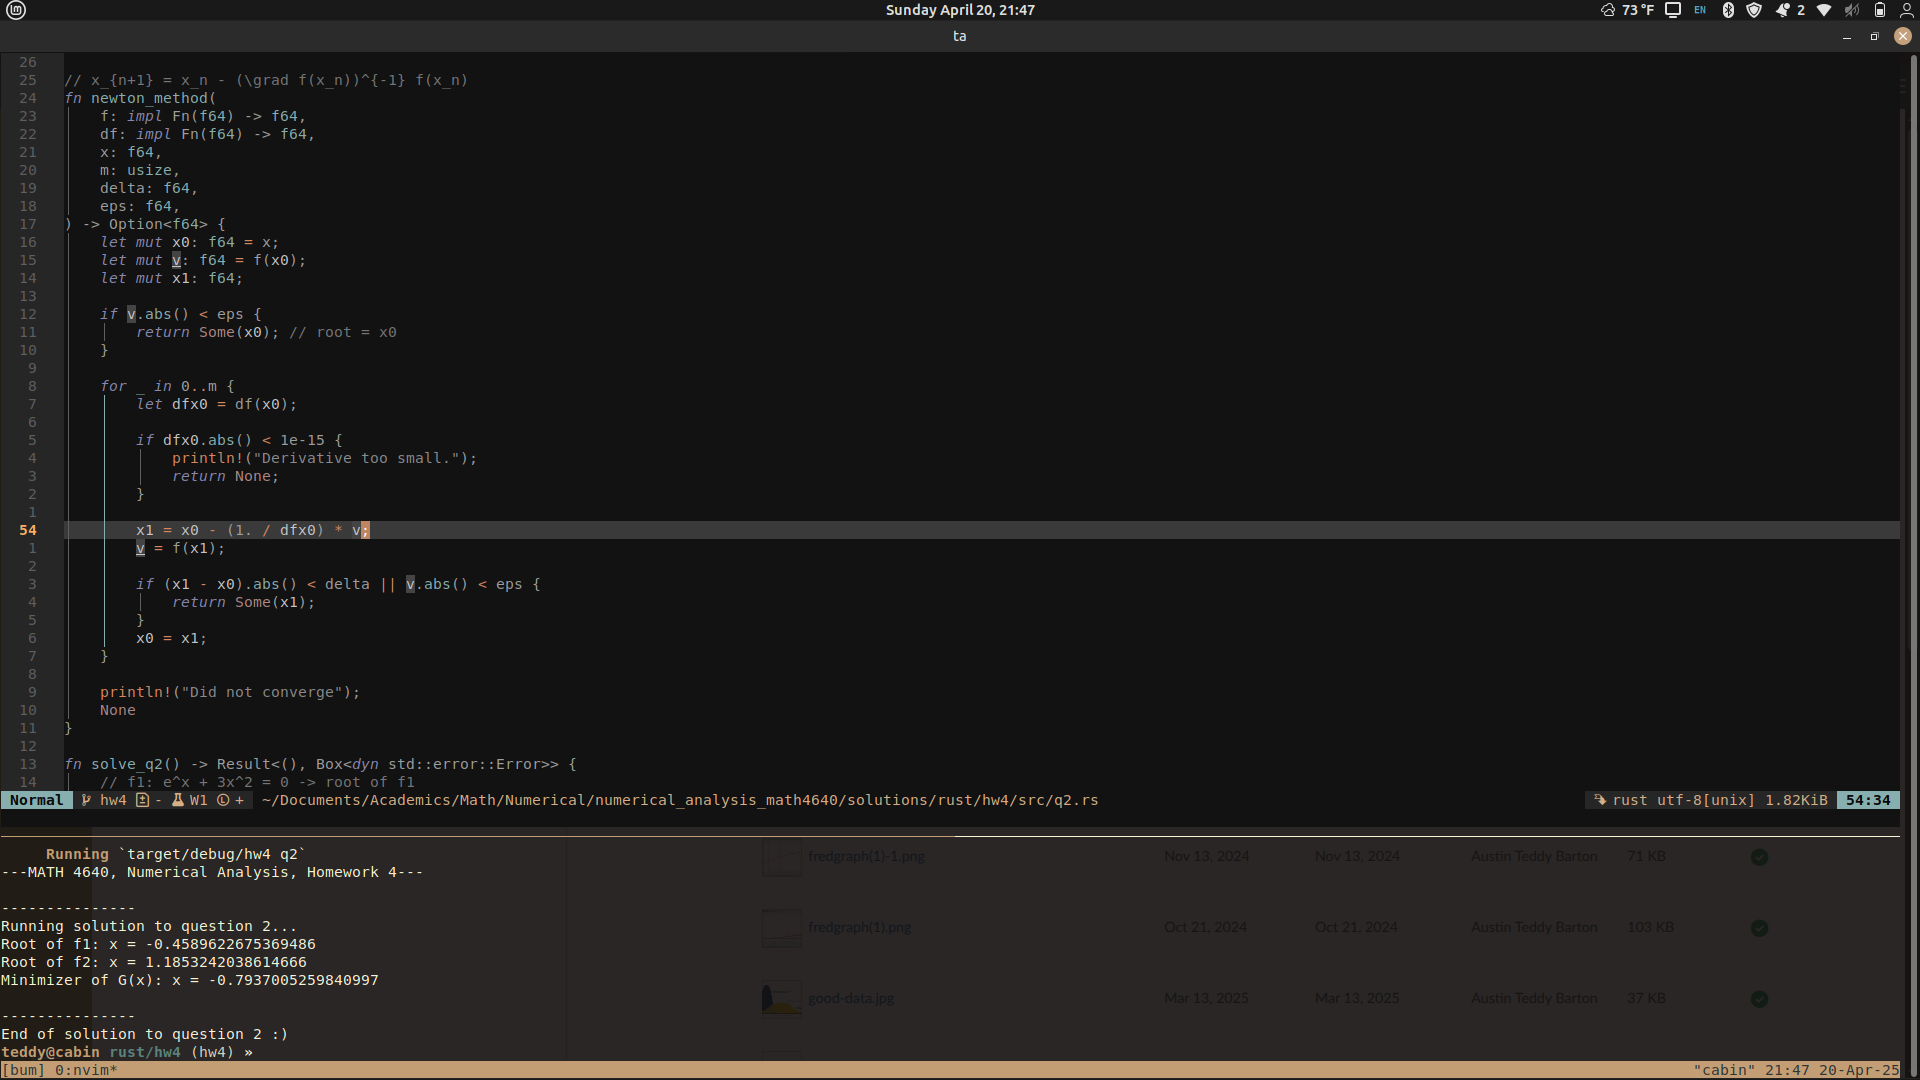 Sunday April 20, 21:47
73 °F EN 2
ta
26
25 // x_{n+1} = x_n - (\grad f(x_n))^{-1} f(x_n)
24 fn newton_method(
23 f: impl Fn(f64) -> f64,
22 df: impl Fn(f64) -> f64,
21 x: f64,
20 m: usize,
19 delta: f64,
18 eps: f64,
17 ) -> Option<f64> {
16 let mut x0: f64 = x;
15 let mut v: f64 = f(x0);
14 let mut x1: f64;
13
12 if v.abs() < eps {
11 return Some(x0); // root = x0
10 }
9
8 for _ in 0..m {
7 let dfx0 = df(x0);
6
5 if dfx0.abs() < 1e-15 {
4 println!("Derivative too small.");
3 return None;
2 }
1
54 x1 = x0 - (1. / dfx0) * v;
1 v = f(x1);
2
3 if (x1 - x0).abs() < delta || v.abs() < eps {
4 return Some(x1);
5 }
6 x0 = x1;
7 }
8
9 println!("Did not converge");
10 None
11 }
12
13 fn solve_q2() -> Result<(), Box<dyn std::error::Error>> {
14 // f1: e^x + 3x^2 = 0 -> root of f1
Normal hw4 - W1 + ~/Documents/Academics/Math/Numerical/numerical_analysis_math4640/solutions/rust/hw4/src/q2.rs rust utf-8[unix] 1.82KiB 54:34
Running `target/debug/hw4 q2`
---MATH 4640, Numerical Analysis, Homework 4---
---------------
Running solution to question 2...
Root of f1: x = -0.4589622675369486
Root of f2: x = 1.1853242038614666
Minimizer of G(x): x = -0.7937005259840997
---------------
End of solution to question 2 :)
teddy@cabin rust/hw4 (hw4) »
fredgraph(1)-1.png Nov 13, 2024 Nov 13, 2024 Austin Teddy Barton 71 KB
fredgraph(1).png Oct 21, 2024 Oct 21, 2024 Austin Teddy Barton 103 KB
good-data.jpg Mar 13, 2025 Mar 13, 2025 Austin Teddy Barton 37 KB
[bum] 0:nvim* "cabin" 21:47 20-Apr-25